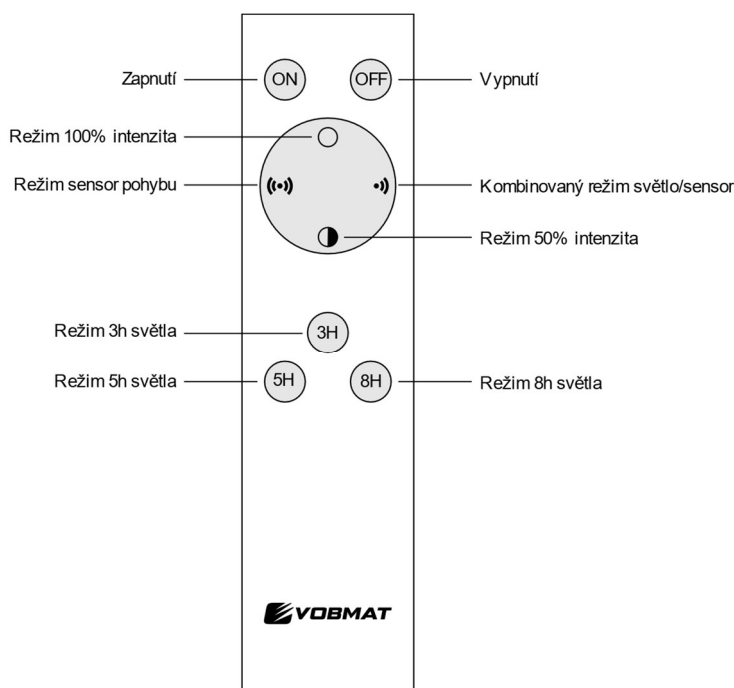 Zapnutí
ON
OFF
Vypnutí
Režim 100% intenzita
Režim sensor pohybu
Kombinovaný režim světlo/sensor
Režim 50% intenzita
Režim 3h světla
3H
Režim 5h světla
5H
8H
Režim 8h světla
VOBMAT